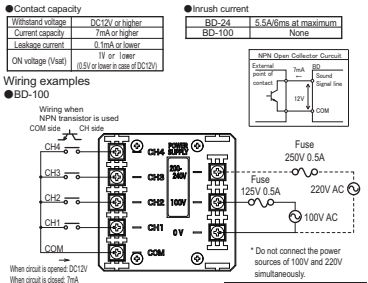 ●Contact capacity
Withstand voltage DC12V or higher
Current capacity 7mA or higher
Leakage current 0.1mA or lower
ON voltage (Vsat) 1V or lower
(0.5V or lower in case of DC12V)
●Inrush current
BD-24 5.5A/6ms at maximum
BD-100 None
NPN Open Collector Curcuit
External
point of
contact
7mA
←
BD
Sound
Signal line
12V
COM
Wiring examples
●BD-100
Wiring when
NPN transistor is used
COM side CH side
CH4
CH3
CH2
CH1
COM
CH4
CH3
CH2
CH1
COM
POWER
SUPPLY
200-
240V
100V
0V
Fuse
250V 0.5A
Fuse
125V 0.5A
220V AC
100V AC
When circuit is opened: DC12V
When circuit is closed: 7mA
* Do not connect the power
sources of 100V and 220V
simultaneously.